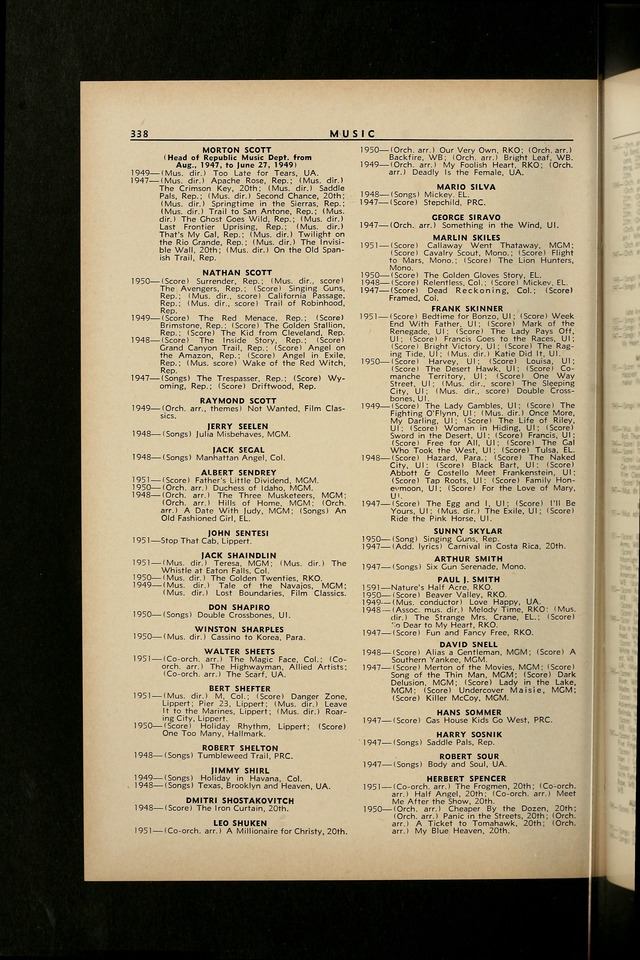 338 MUSIC
MORTON SCOTT
(Head of Republic Music Dept. from
Aug., 1947, to June 27, 1949)
1949—(Mus. dir.) Too Late for Tears, UA.
1947—(Mus. dir.) Apache Rose, Rep.; (Mus. dir.)
The Crimson Key, 20th; (Mus. dir.) Saddle
Pals, Rep.; (Mus. dir.) Second Chance, 20th;
(Mus. dir.) Springtime in the Sierras, Rep.;
(Mus. dir.) Trail to San Antone, Rep.; (Mus.
dir.) The Ghost Goes Wild, Rep.; (Mus. dir.)
Last Frontier Uprising, Rep.; (Mus. dir.)
That's My Gal, Rep.; (Mus. dir.) Twilight on
the Rio Grande, Rep.; (Mus. dir.) The Invisi-
ble Wall, 20th; (Mus. dir.) On the Old Span-
ish Trail, Rep.
NATHAN SCOTT
1950—(Score) Surrender, Rep.; (Mus. dir., score)
The Avengers, Rep.; (Score) Singing Guns,
Rep.; (Mus. dir., score) California Passage,
Rep.; (Mus. dir., score) Trail of Robinhood,
Rep.
1949—(Score) The Red Menace, Rep.; (Score)
Brimstone, Rep.; (Score) The Golden Stallion,
Rep.; (Score) The Kid from Cleveland, Rep.
1948—(Score) The Inside Story, Rep.; (Score)
Grand Canyon Trail, Rep.; (Score) Angel on
the Amazon, Rep.; (Score) Angel in Exile,
Rep.; (Mus. score) Wake of the Red Witch,
Rep.
1947—(Songs) The Trespasser, Rep.; (Score) Wy-
oming, Rep.; (Score) Driftwood, Rep.
RAYMOND SCOTT
1949—(Orch. arr., themes) Not Wanted, Film Clas-
sics.
JERRY SEELEN
1948—(Songs) Julia Misbehaves, MGM.
JACK SEGAL
1948—(Songs) Manhattan Angel, Col.
ALBERT SENDREY
1951—(Score) Father's Little Dividend, MGM.
1950—(Orch. arr.) Duchess of Idaho, MGM.
1948—(Orch. arr.) The Three Musketeers, MGM;
(Orch. arr.) Hills of Home, MGM; (Orch.
arr.) A Date With Judy, MGM; (Songs) An
Old Fashioned Girl, EL.
JOHN SENTESI
1951—Stop That Cab, Lippert.
JACK SHAINDLIN
1951—(Mus. dir.) Teresa, MGM; (Mus. dir.) The
Whistle at Eaton Falls, Col.
1950—(Mus. dir.) The Golden Twenties, RKO.
1949—(Mus. dir.) Tale of the Navajos, MGM;
(Mus. dir.) Lost Boundaries, Film Classics.
DON SHAPIRO
1950—(Songs) Double Crossbones, UI.
WINSTON SHARPLES
1950—(Mus. dir.) Cassino to Korea, Para.
WALTER SHEETS
1951—(Co-orch. arr.) The Magic Face, Col.; (Co-
orch. arr.) The Highwayman, Allied Artists;
(Co-orch. arr.) The Scarf, UA.
BERT SHEFTER
1951—(Mus. dir.) M, Col.; (Score) Danger Zone,
Lippert; Pier 23, Lippert; (Mus. dir.) Leave
It to the Marines, Lippert; (Mus. dir.) Roar-
ing City, Lippert.
1950—(Score) Holiday Rhythm, Lippert; (Score)
One Too Many, Hallmark.
ROBERT SHELTON
1948—(Songs) Tumbleweed Trail, PRC.
JIMMY SHIRL
1949—(Songs) Holiday in Havana, Col.
1948—(Songs) Texas, Brooklyn and Heaven, UA.
DMITRI SHOSTAKOVITCH
1948—(Score) The Iron Curtain, 20th.
LEO SHUKEN
1951—(Co-orch. arr.) A Millionaire for Christy, 20th.
1950—(Orch. arr.) Our Very Own, RKO; (Orch. arr.)
Backfire, WB; (Orch. arr.) Bright Leaf, WB.
1949—(Orch. arr.) My Foolish Heart, RKO; (Orch.
arr.) Deadly Is the Female, UA.
MARIO SILVA
1948—(Songs) Mickey. EL.
1947—(Score) Stepchild, PRC.
GEORGE SIRAVO
1947—(Orch. arr.) Something in the Wind, UI.
MARLIN SKILES
1951—(Score) Callaway Went Thataway, MGM;
(Score) Cavalry Scout, Mono.; (Score) Flight
to Mars, Mono.; (Score) The Lion Hunters,
Mono.
1950—(Score) The Golden Gloves Story, EL.
1948—(Score) Relentless, Col.; (Score) Mickey, EL.
1947—(Score) Dead Reckoning, Col.; (Score)
Framed, Col.
FRANK SKINNER
1951—(Score) Bedtime for Bonzo, UI; (Score) Week
End With Father, UI; (Score) Mark of the
Renegade, UI; (Score) The Lady Pays Off,
UI; (Score) Francis Goes to the Races, UI;
(Score) Bright Victory, UI; (Score) The Rag-
ing Tide, UI; (Mus. dir.) Katie Did It, UI.
1950—(Score) Harvey, UI; (Score) Louisa, UI;
(Score) The Desert Hawk, UI; (Score) Co-
manche Territory, UI; (Score) One Way
Street, UI; (Mus. dir., score) The Sleeping
City, UI; (Mus. dir., score) Double Cross-
bones, UI.
1949—(Score) The Lady Gambles, UI; (Score) The
Fighting O'Flynn, UI; (Mus. dir.) Once More,
My Darling, UI; (Score) The Life of Riley,
UI; (Score) Woman in Hiding, UI; (Score)
Sword in the Desert, UI; (Score) Francis, UI;
(Score) Free for All, UI; (Score) The Gal
Who Took the West, UI; (Score) Tulsa, EL.
1948—(Score) Hazard, Para.; (Score) The Naked
City, UI; (Score) Black Bart, UI; (Score)
Abbott & Costello Meet Frankenstein, UI;
(Score) Tap Roots, UI; (Score) Family Hon-
eymoon, UI; (Score) For the Love of Mary,
UI.
1947—(Score) The Egg and I, UI; (Score) I'll Be
Yours, UI; (Mus. dir.) The Exile, UI; (Score)
Ride the Pink Horse, UI.
SUNNY SKYLAR
1950—(Song) Singing Guns, Rep.
1947—(Add. lyrics) Carnival in Costa Rica, 20th.
ARTHUR SMITH
1947—(Songs) Six Gun Serenade, Mono.
PAUL J. SMITH
1591—Nature's Half Acre, RKO.
1950—(Score) Beaver Valley, RKO.
1949—(Mus. conductor) Love Happy, UA.
1948—(Assoc. mus. dir.) Melody Time, RKO; (Mus.
dir.) The Strange Mrs. Crane, EL.; (Score)
So Dear to My Heart, RKO.
1947—(Score) Fun and Fancy Free, RKO.
DAVID SNELL
1948—(Score) Alias a Gentleman, MGM; (Score) A
Southern Yankee, MGM.
1947—(Score) Merton of the Movies, MGM; (Score)
Song of the Thin Man, MGM; (Score) Dark
Delusion, MGM; (Score) Lady in the Lake,
MGM; (Score) Undercover Maisie, MGM;
(Score) Killer McCoy, MGM.
HANS SOMMER
1947—(Score) Gas House Kids Go West, PRC.
HARRY SOSNIK
1947—(Songs) Saddle Pals, Rep.
ROBERT SOUR
1947—(Songs) Body and Soul, UA.
HERBERT SPENCER
1951—(Co-orch. arr.) The Frogmen, 20th; (Co-orch.
arr.) Half Angel, 20th; (Co-orch. arr.) Meet
Me After the Show, 20th.
1950—(Orch. arr.) Cheaper By the Dozen, 20th;
(Orch. arr.) Panic in the Streets, 20th; (Orch.
arr.) A Ticket to Tomahawk, 20th; (Orch.
arr.) My Blue Heaven, 20th.